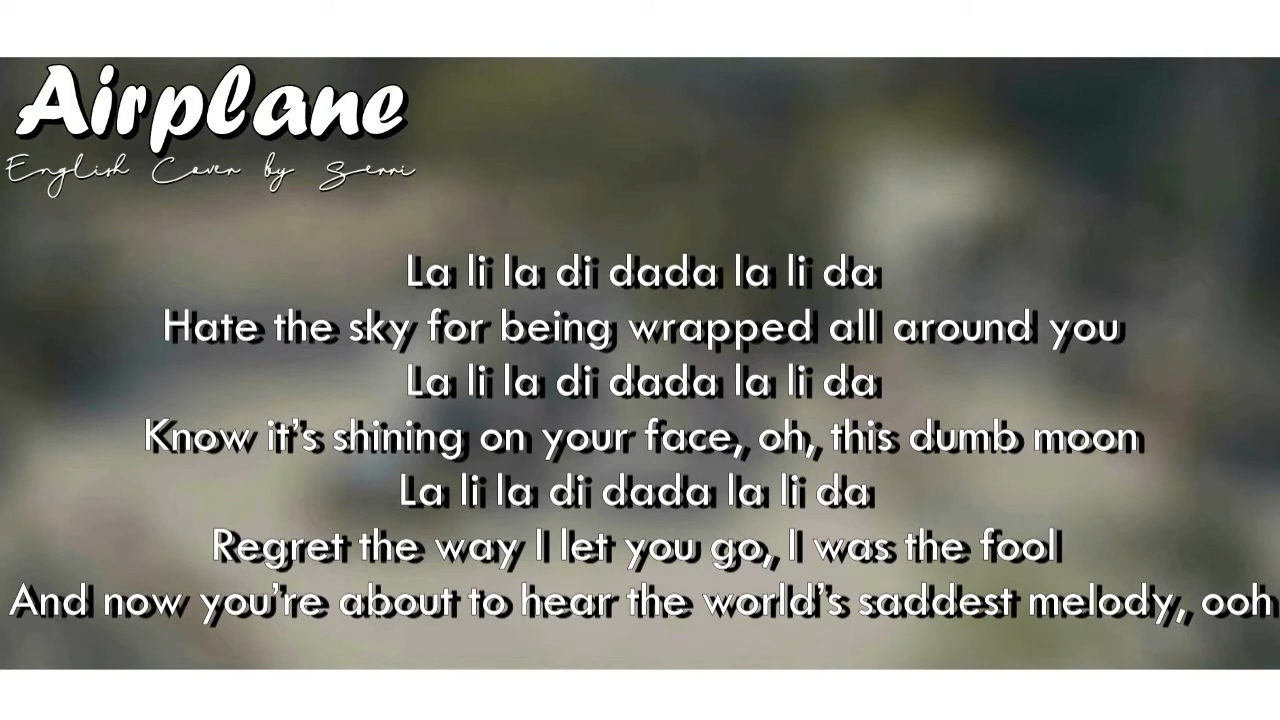 Airplane
English Cover by Zerri
La li la di dada la li da
Hate the sky for being wrapped all around you
La li la di dada la li da
Know it’s shining on your face, oh, this dumb moon
La li la di dada la li da
Regret the way I let you go, I was the fool
And now you’re about to hear the world’s saddest melody, ooh